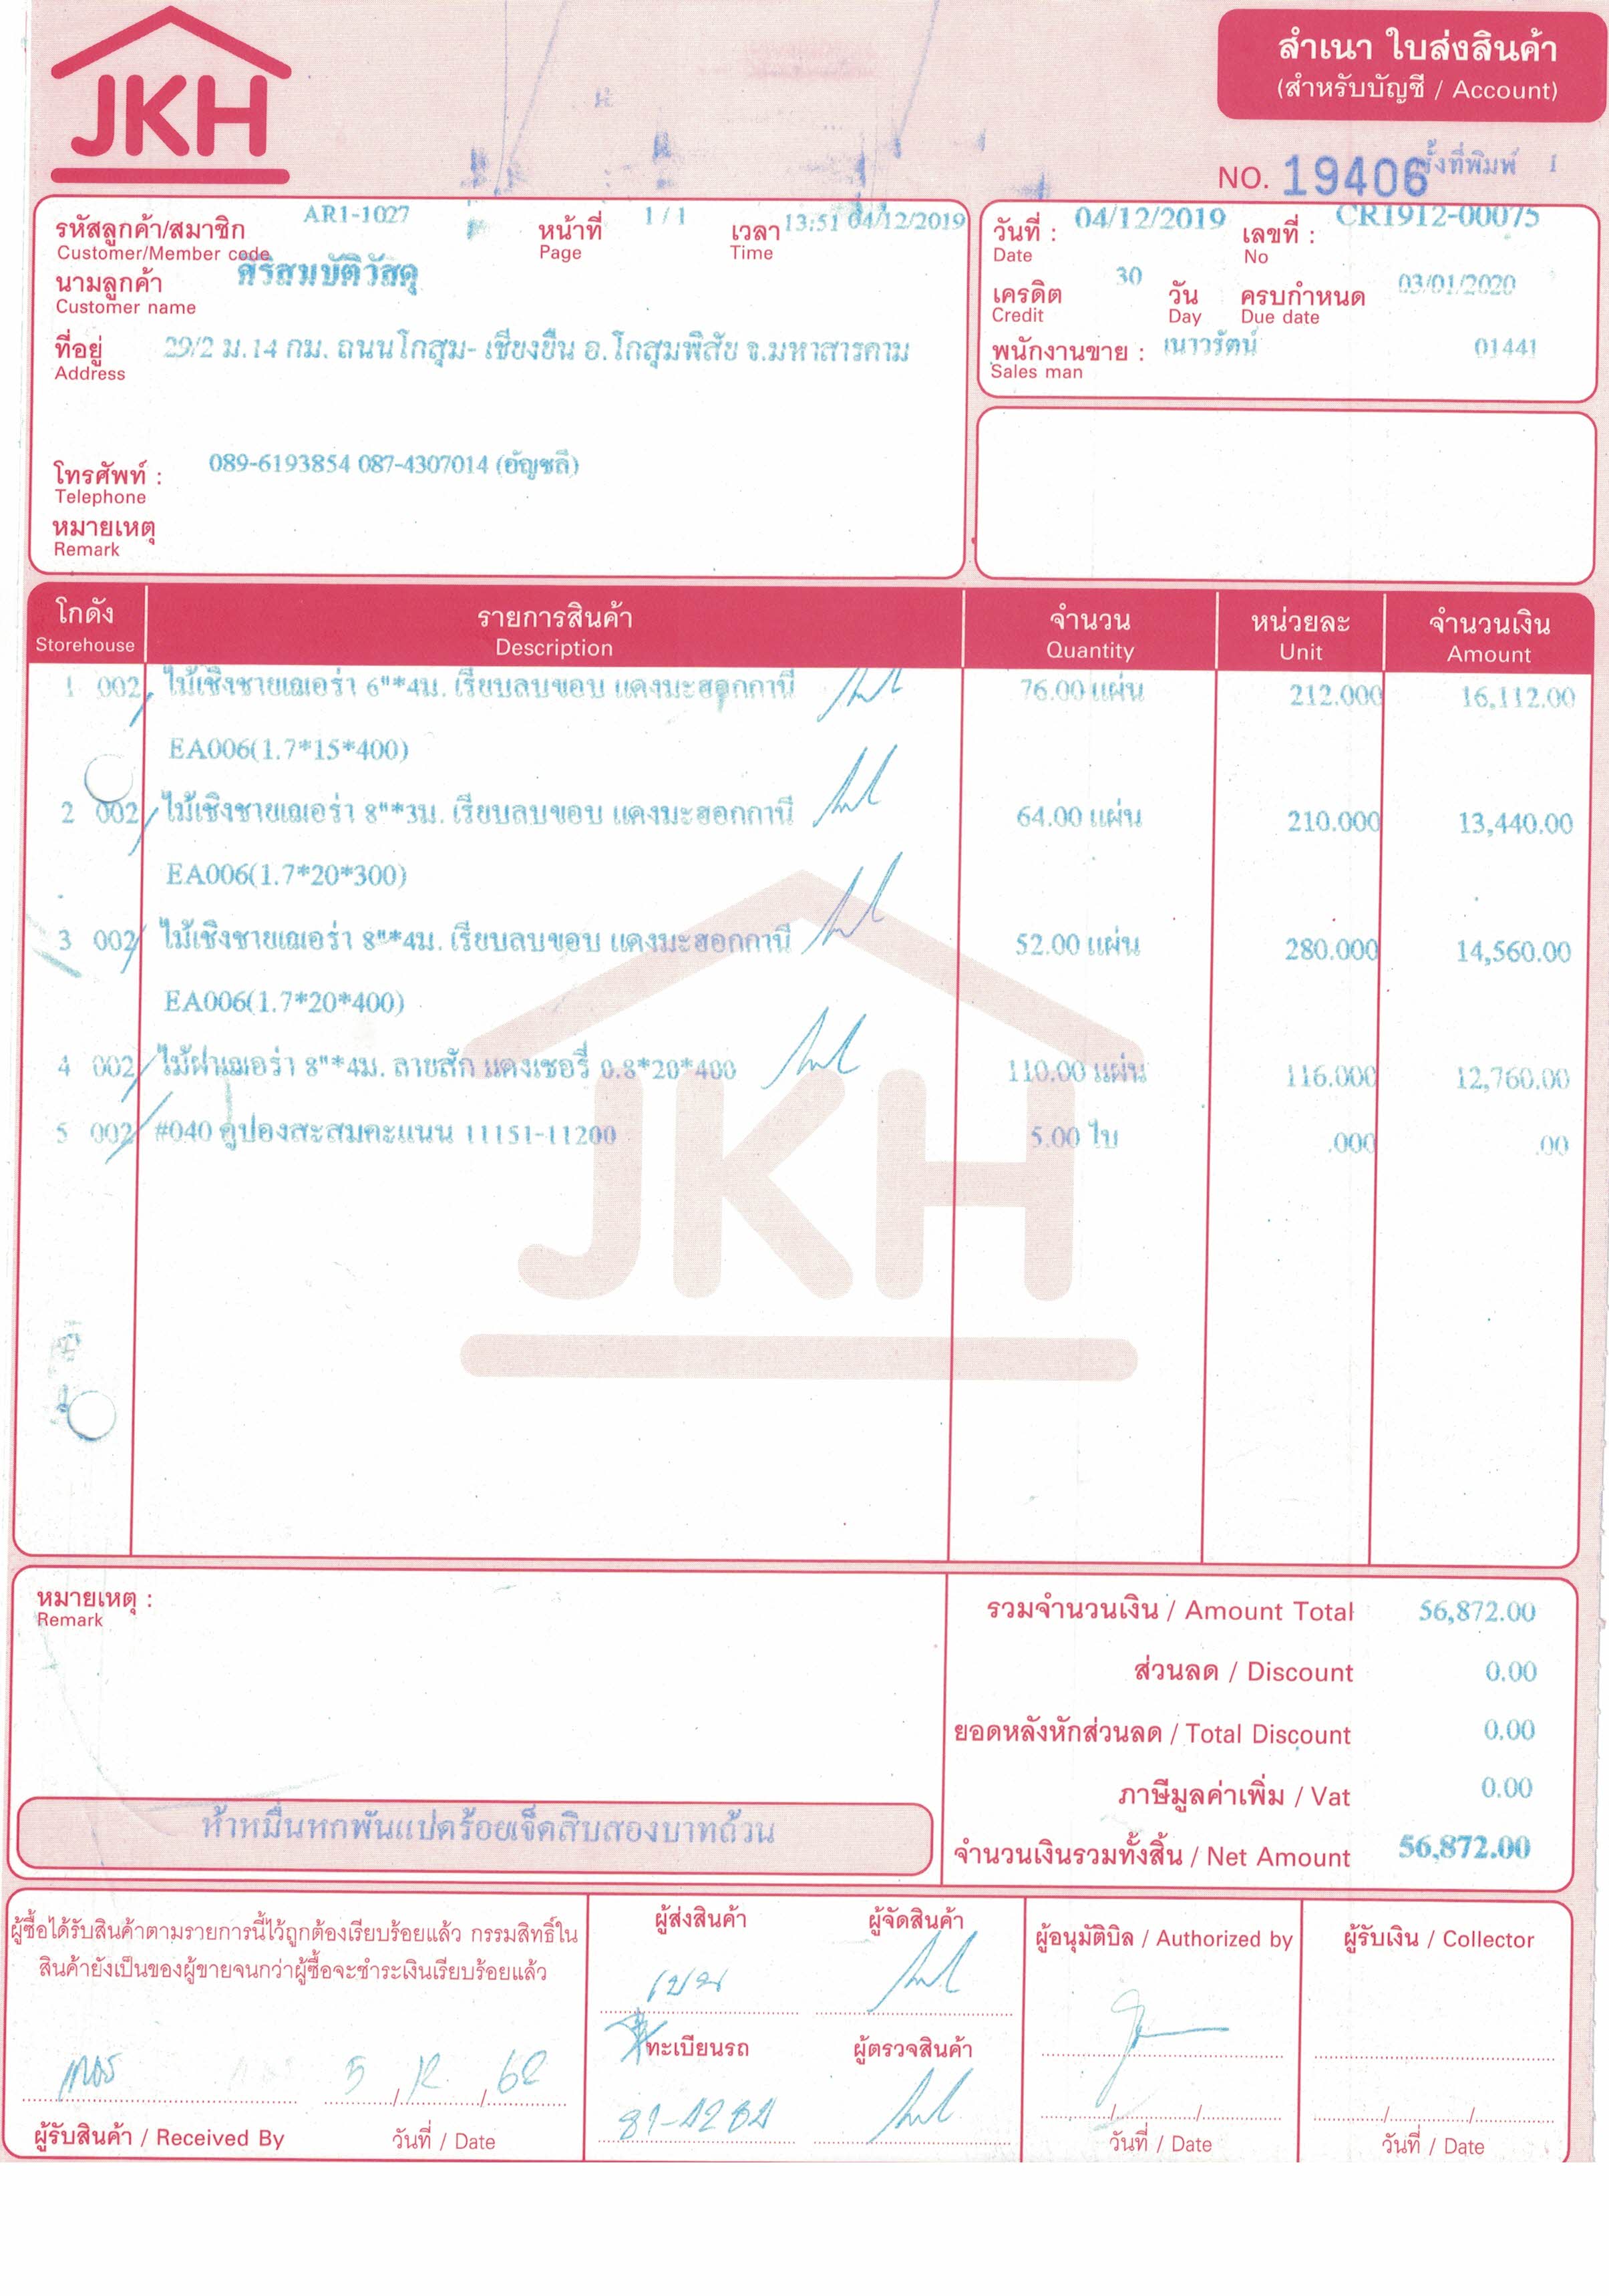 JKH
สำเนา ใบส่งสินค้า
(สำหรับบัญชี / Account)
NO. 19406
ครั้งที่พิมพ์ 1
รหัสลูกค้า/สมาชิก AR1-1027 หน้าที่ 1 / 1 เวลา 13:51 04/12/2019
Customer/Member code Page Time
นามลูกค้า ศิริสมบัติวัสดุ
Customer name
ที่อยู่ 29/2 ม.14 กม. ถนนโกสุม- เชียงยืน อ.โกสุมพิสัย จ.มหาสารคาม
Address
โทรศัพท์ : 089-6193854 087-4307014 (อัญชลี)
Telephone
หมายเหตุ
Remark
วันที่ : 04/12/2019 เลขที่ : CR1912-00075
Date No
เครดิต 30 วัน ครบกำหนด 03/01/2020
Credit Day Due date
พนักงานขาย : เนาวรัตน์ 01441
Sales man
โกดัง รายการสินค้า จำนวน หน่วยละ จำนวนเงิน
Storehouse Description Quantity Unit Amount
1 002 ไม้เชิงชายเฌอร่า 6"*4ม. เรียบลบขอบ แดงมะฮอกกานี 76.00 แผ่น 212.000 16,112.00
EA006(1.7*15*400)
2 002 ไม้เชิงชายเฌอร่า 8"*3ม. เรียบลบขอบ แดงมะฮอกกานี 64.00 แผ่น 210.000 13,440.00
EA006(1.7*20*300)
3 002 ไม้เชิงชายเฌอร่า 8"*4ม. เรียบลบขอบ แดงมะฮอกกานี 52.00 แผ่น 280.000 14,560.00
EA006(1.7*20*400)
4 002 ไม้ฝาเฌอร่า 8"*4ม. ลายสัก แดงเชอรี่ 0.8*20*400 110.00 แผ่น 116.000 12,760.00
5 002 #040 คูปองสะสมคะแนน 11151-11200 5.00 ใบ .000 .00
JKH
หมายเหตุ :
Remark
รวมจำนวนเงิน / Amount Total 56,872.00
ส่วนลด / Discount 0.00
ยอดหลังหักส่วนลด / Total Discount 0.00
ภาษีมูลค่าเพิ่ม / Vat 0.00
ห้าหมื่นหกพันแปดร้อยเจ็ดสิบสองบาทถ้วน
จำนวนเงินรวมทั้งสิ้น / Net Amount 56,872.00
ผู้ซื้อได้รับสินค้าตามรายการนี้ไว้ถูกต้องเรียบร้อยแล้ว กรรมสิทธิ์ใน
สินค้ายังเป็นของผู้ขายจนกว่าผู้ซื้อจะชำระเงินเรียบร้อยแล้ว
5 / 12 / 62
ผู้รับสินค้า / Received By วันที่ / Date
ผู้ส่งสินค้า ผู้จัดสินค้า
ทะเบียนรถ ผู้ตรวจสินค้า
ผู้อนุมัติบิล / Authorized by
วันที่ / Date
ผู้รับเงิน / Collector
วันที่ / Date